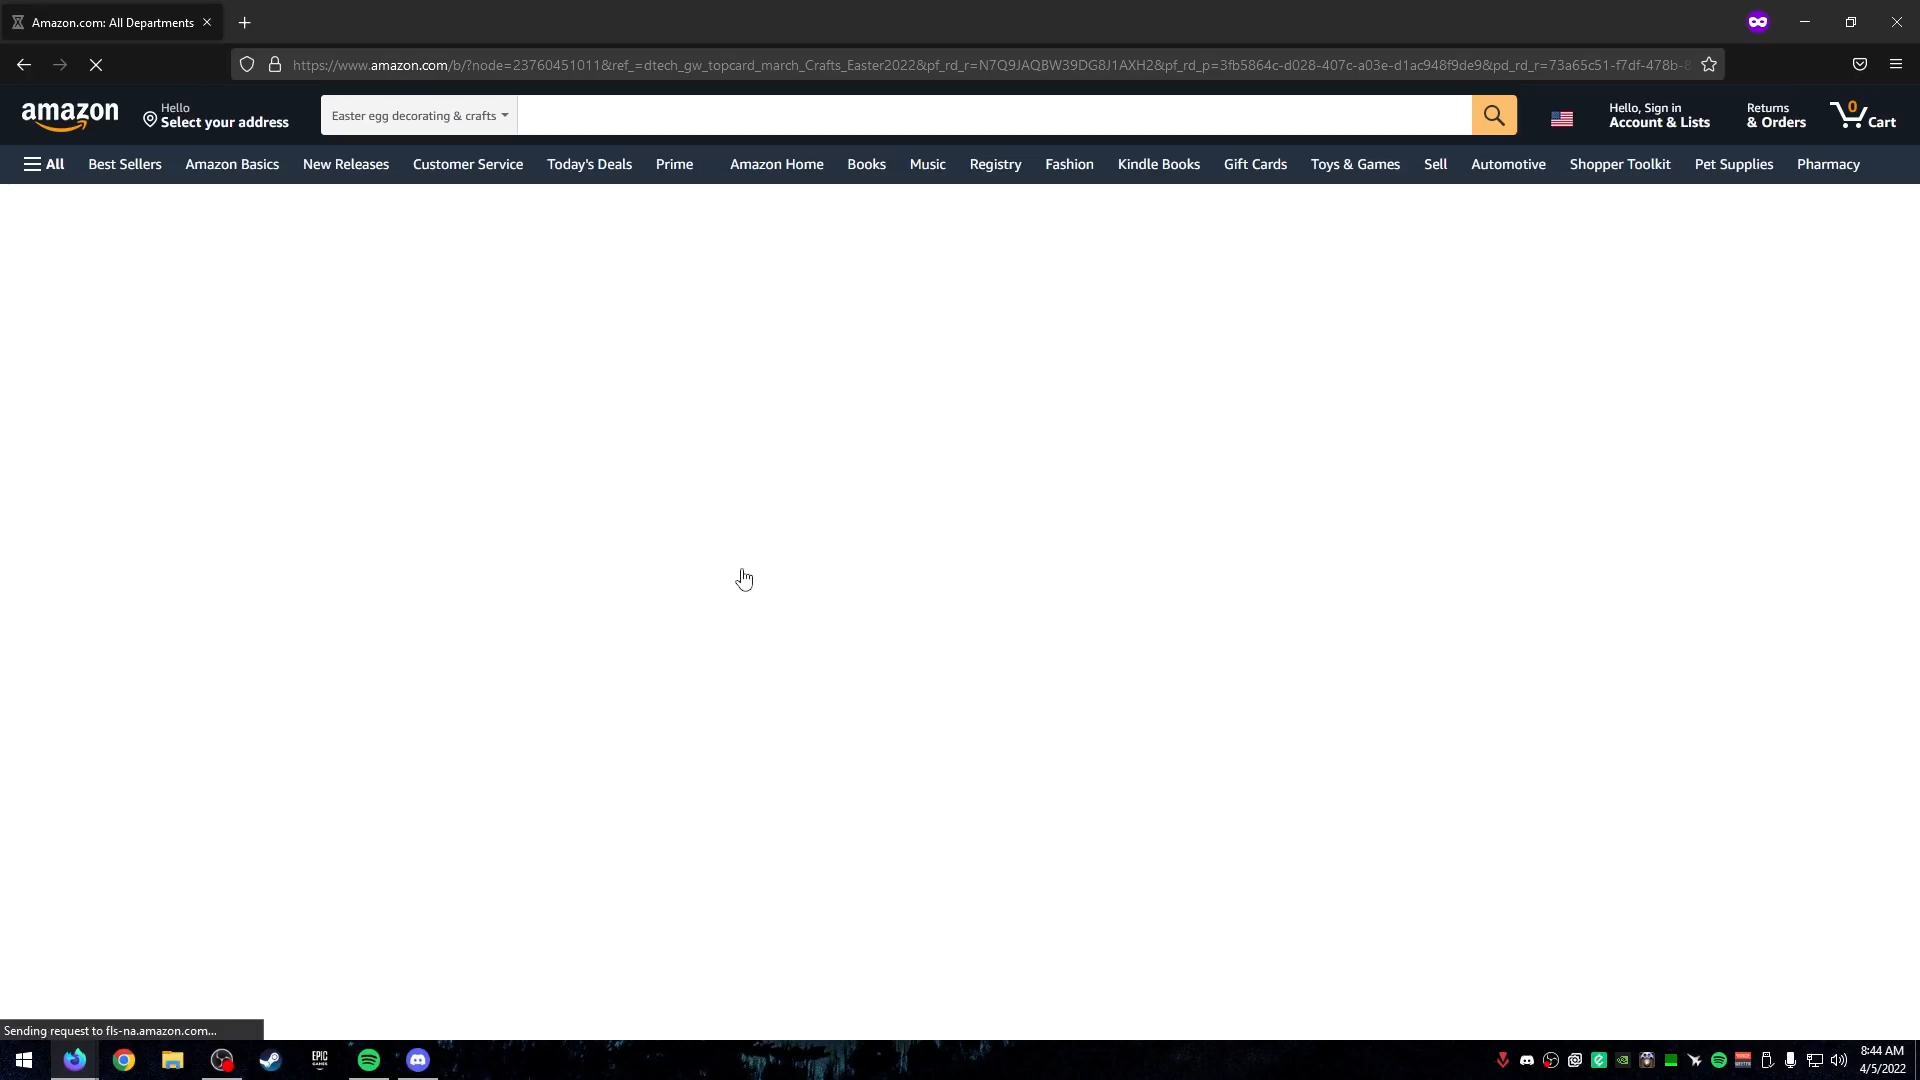 Amazon.com: All Departments
https://www.amazon.com/b/?node=23760451011&ref_=dtech_gw_topcard_march_Crafts_Easter2022&pf_rd_r=N7Q9JAQBW39DG8J1AXH2&pf_rd_p=3fb5864c-d028-407c-a03e-d1ac948f9de9&pd_rd_r=73a65c51-f7df-478b-8
amazon
Hello
Select your address
Easter egg decorating & crafts
Hello, Sign in
Account & Lists
Returns
& Orders
0
Cart
All Best Sellers Amazon Basics New Releases Customer Service Today's Deals Prime Amazon Home Books Music Registry Fashion Kindle Books Gift Cards Toys & Games Sell Automotive Shopper Toolkit Pet Supplies Pharmacy
Sending request to fls-na.amazon.com...
EPIC
GAMES
8:44 AM
4/5/2022